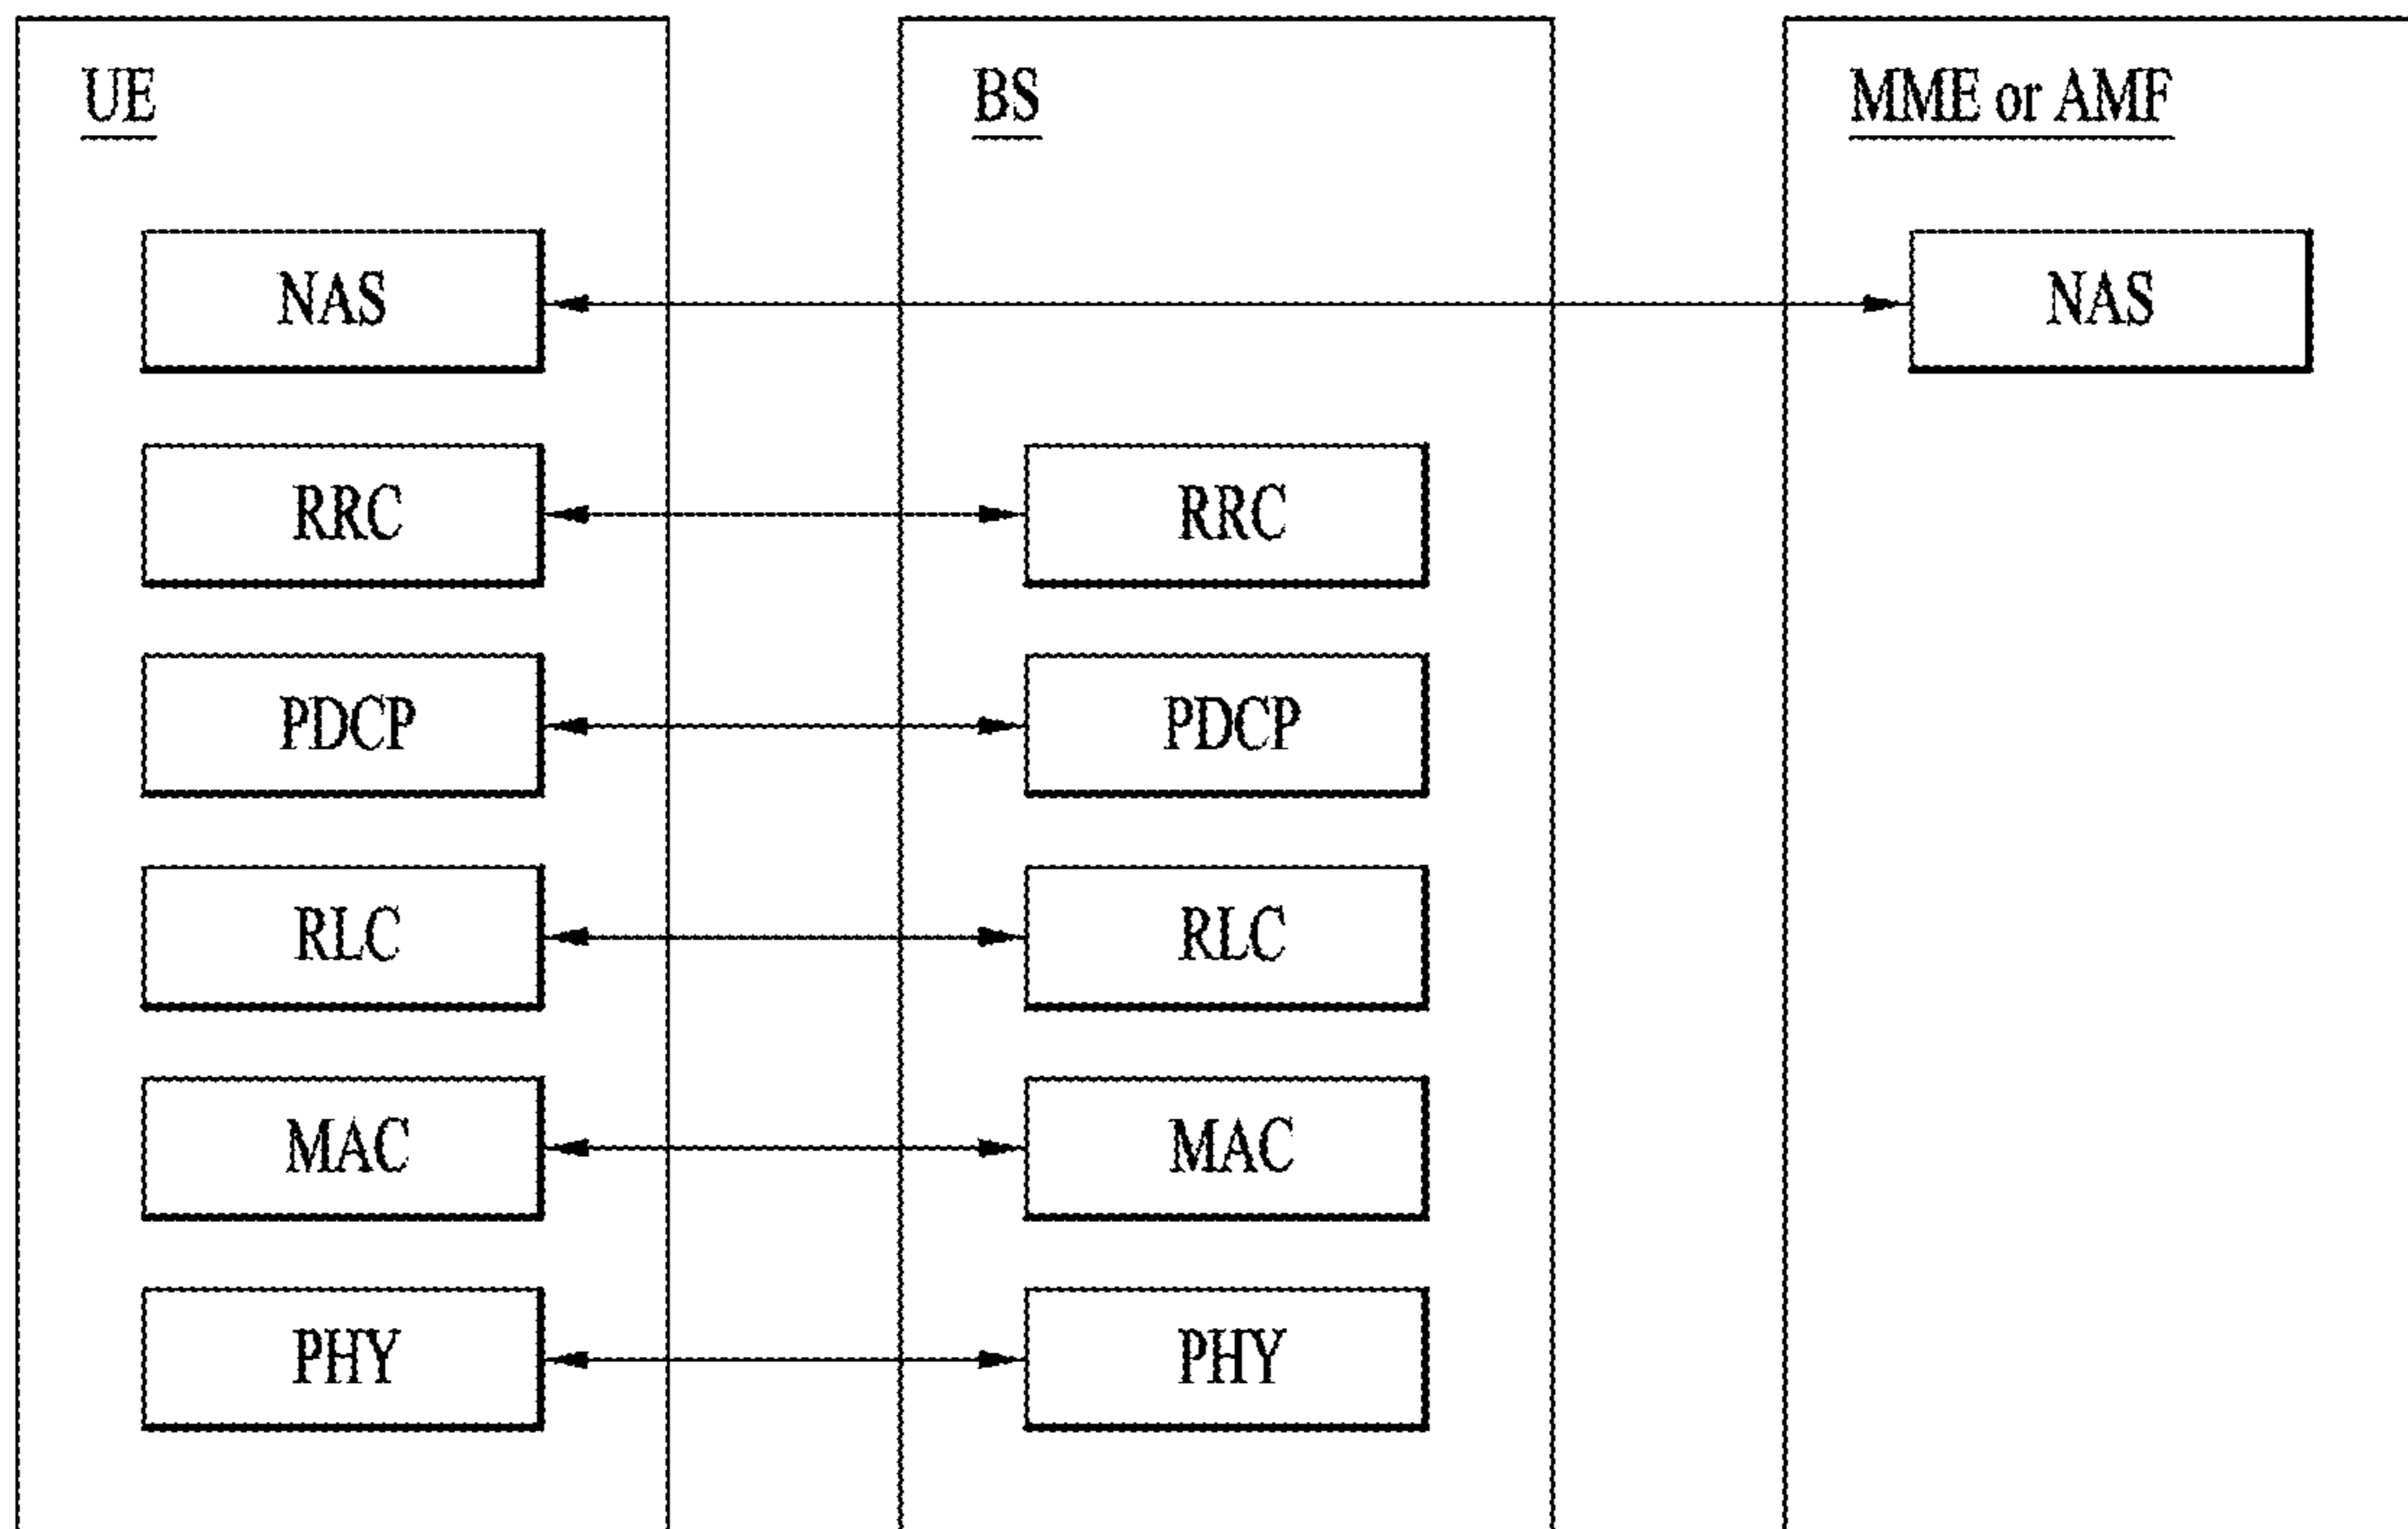 UE BS MME or AMF
NAS NAS
RRC RRC
PDCP PDCP
RLC RLC
MAC MAC
PHY PHY